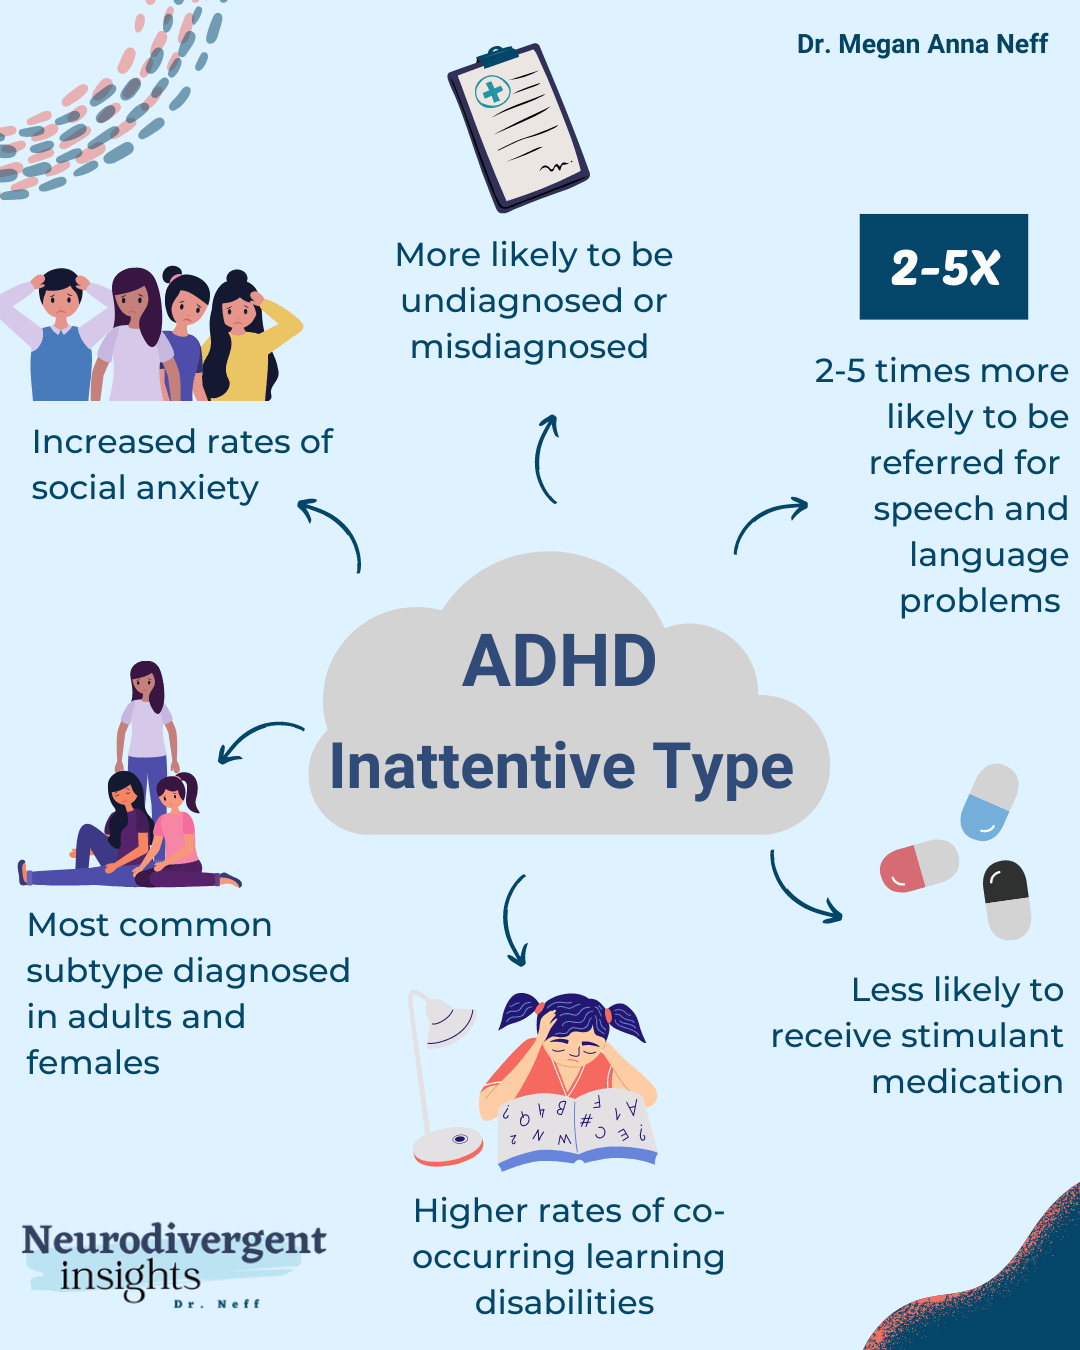 Dr. Megan Anna Neff
More likely to be
undiagnosed or
misdiagnosed
2-5X
2-5 times more
likely to be
referred for
speech and
language
problems
Increased rates of
social anxiety
ADHD
Inattentive Type
Most common
subtype diagnosed
in adults and
females
Less likely to
receive stimulant
medication
Higher rates of co-
occurring learning
disabilities
Neurodivergent
insights
Dr. Neff